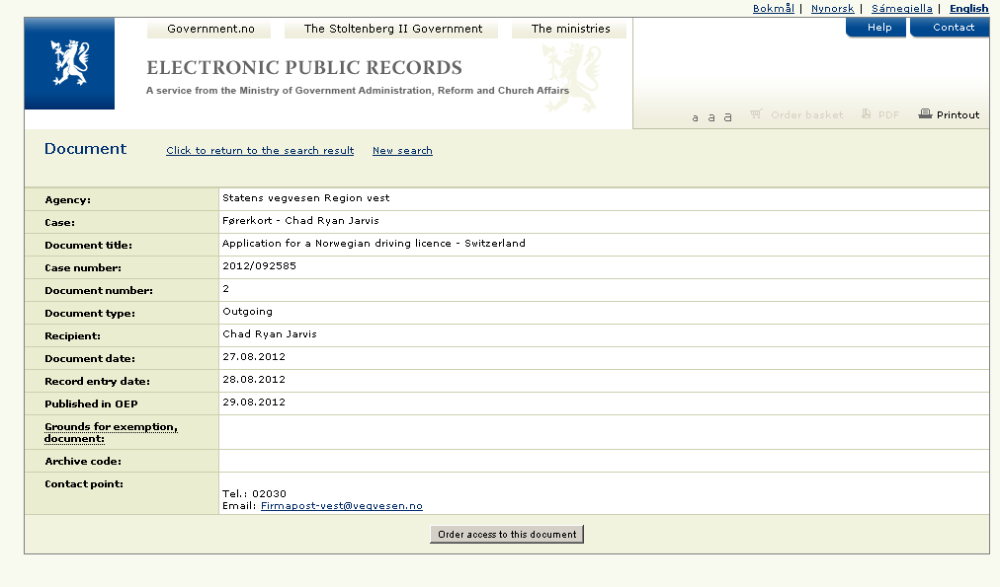 Bokmål | Nynorsk | Sámegiella | English
Government.no The Stoltenberg II Government The ministries Help Contact
ELECTRONIC PUBLIC RECORDS
A service from the Ministry of Government Administration, Reform and Church Affairs
a a a Order basket PDF Printout
Document Click to return to the search result New search
Agency: Statens vegvesen Region vest
Case: Førerkort - Chad Ryan Jarvis
Document title: Application for a Norwegian driving licence - Switzerland
Case number: 2012/092585
Document number: 2
Document type: Outgoing
Recipient: Chad Ryan Jarvis
Document date: 27.08.2012
Record entry date: 28.08.2012
Published in OEP 29.08.2012
Grounds for exemption,
document:
Archive code:
Contact point:
Tel.: 02030
Email: Firmapost-vest@vegvesen.no
Order access to this document